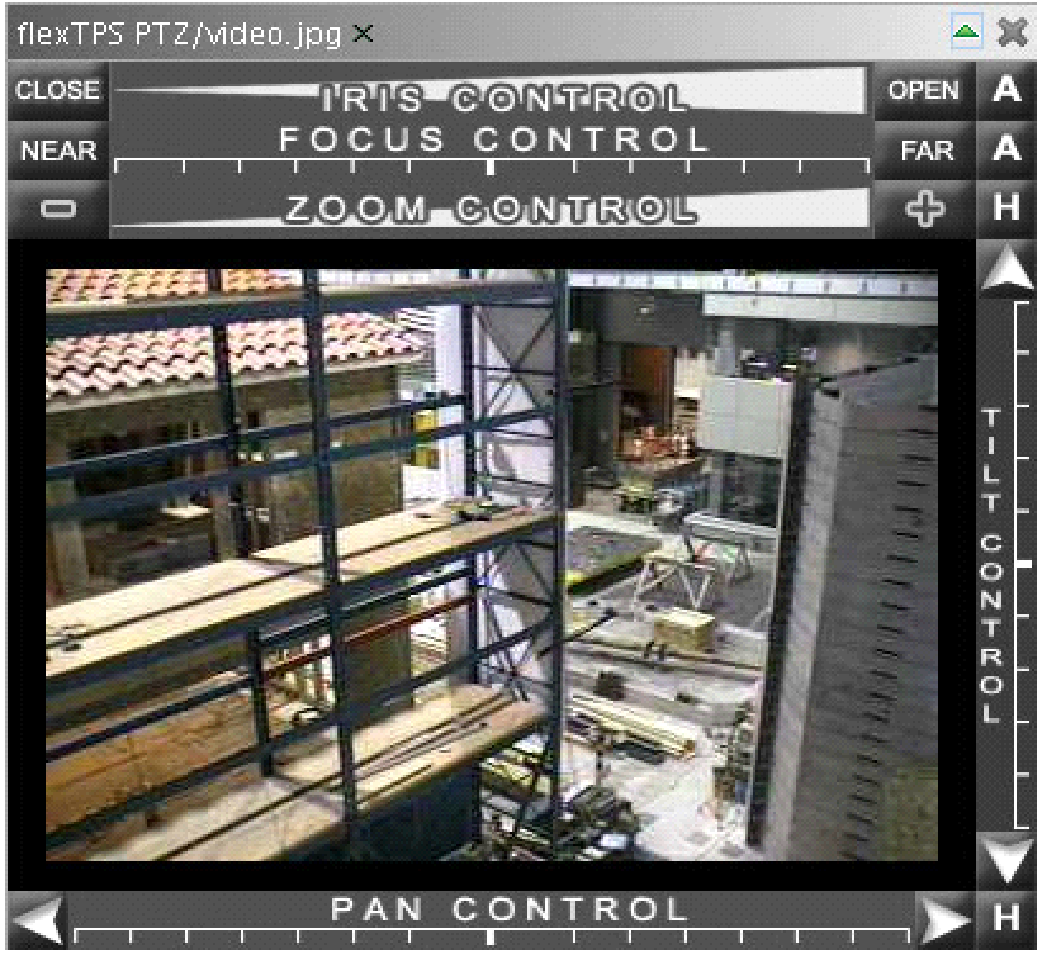 flexTPS PTZ/video.jpg
CLOSE IRIS CONTROL OPEN A
NEAR FOCUS CONTROL FAR A
ZOOM CONTROL H
TILT CONTROL
PAN CONTROL H